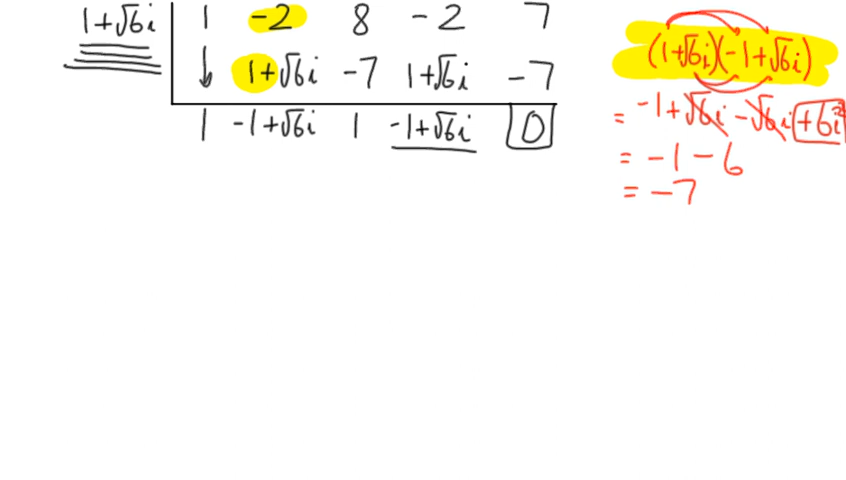 1+√6i | 1 -2 8 -2 7
↓ 1+√6i -7 1+√6i -7
1 -1+√6i 1 -1+√6i 0
(1+√6i)(-1+√6i)
= -1+√6i-√6i+6i²
= -1-6
= -7